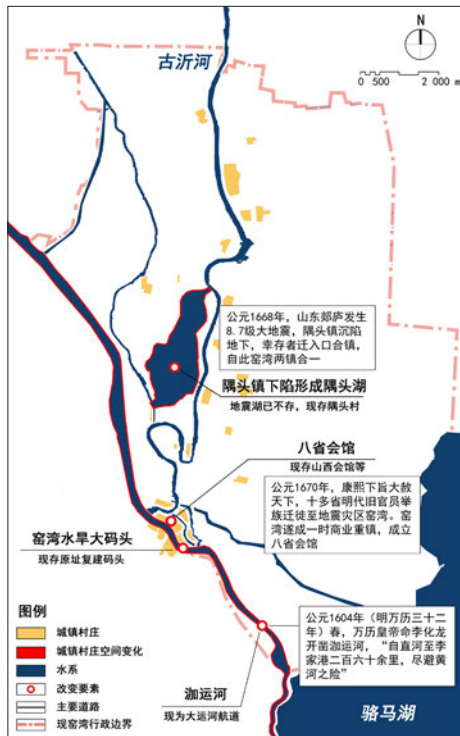 N
0 500 2 000 m
古沂河
公元1668年，山东郯庐发生
8.7级大地震，隅头镇沉陷
地下，幸存者迁入口合镇，
自此窑湾两镇合一
隅头镇下陷形成隅头湖
地震湖已不存，现存隅头村
八省会馆
现存山西会馆等
公元1670年，康熙下旨大赦
天下，十多省明代旧官员举
族迁徙至地震灾区窑湾。窑
湾遂成一时商业重镇，成立
八省会馆
窑湾水旱大码头
现存原址复建码头
公元1604年（明万历三十二
年）春，万历皇帝命李化龙
开凿泇运河，“自直河至李
家港二百六十余里，尽避黄
河之险”
泇运河
现为大运河航道
骆马湖
图例
城镇村庄
城镇村庄空间变化
水系
改变要素
主要道路
现窑湾行政边界